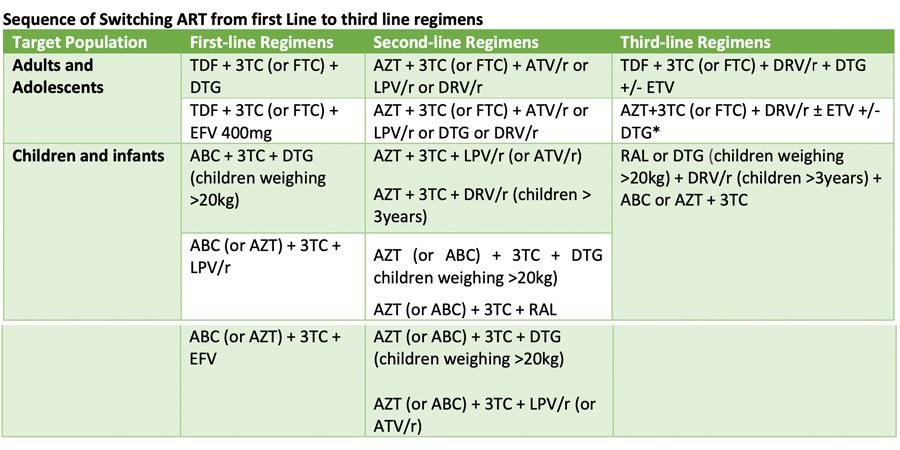 Sequence of Switching ART from first Line to third line regimens
Target Population
First-line Regimens
Second-line Regimens
Third-line Regimens
Adults and
Adolescents
TDF + 3TC (or FTC) +
DTG
AZT + 3TC (or FTC) + ATV/r or
LPV/r or DRV/r
TDF + 3TC (or FTC) + DRV/r + DTG
+/- ETV
TDF + 3TC (or FTC) +
EFV 400mg
AZT + 3TC (or FTC) + ATV/r or
LPV/r or DTG or DRV/r
AZT+3TC (or FTC) + DRV/r ± ETV +/-
DTG*
Children and infants
ABC + 3TC + DTG
(children weighing
>20kg)
AZT + 3TC + LPV/r (or ATV/r)
AZT + 3TC + DRV/r (children >
3years)
RAL or DTG (children weighing
>20kg) + DRV/r (children >3years) +
ABC or AZT + 3TC
ABC (or AZT) + 3TC +
LPV/r
AZT (or ABC) + 3TC + DTG
children weighing >20kg)
AZT (or ABC) + 3TC + RAL
ABC (or AZT) + 3TC +
EFV
AZT (or ABC) + 3TC + DTG
(children weighing >20kg)
AZT (or ABC) + 3TC + LPV/r (or
ATV/r)